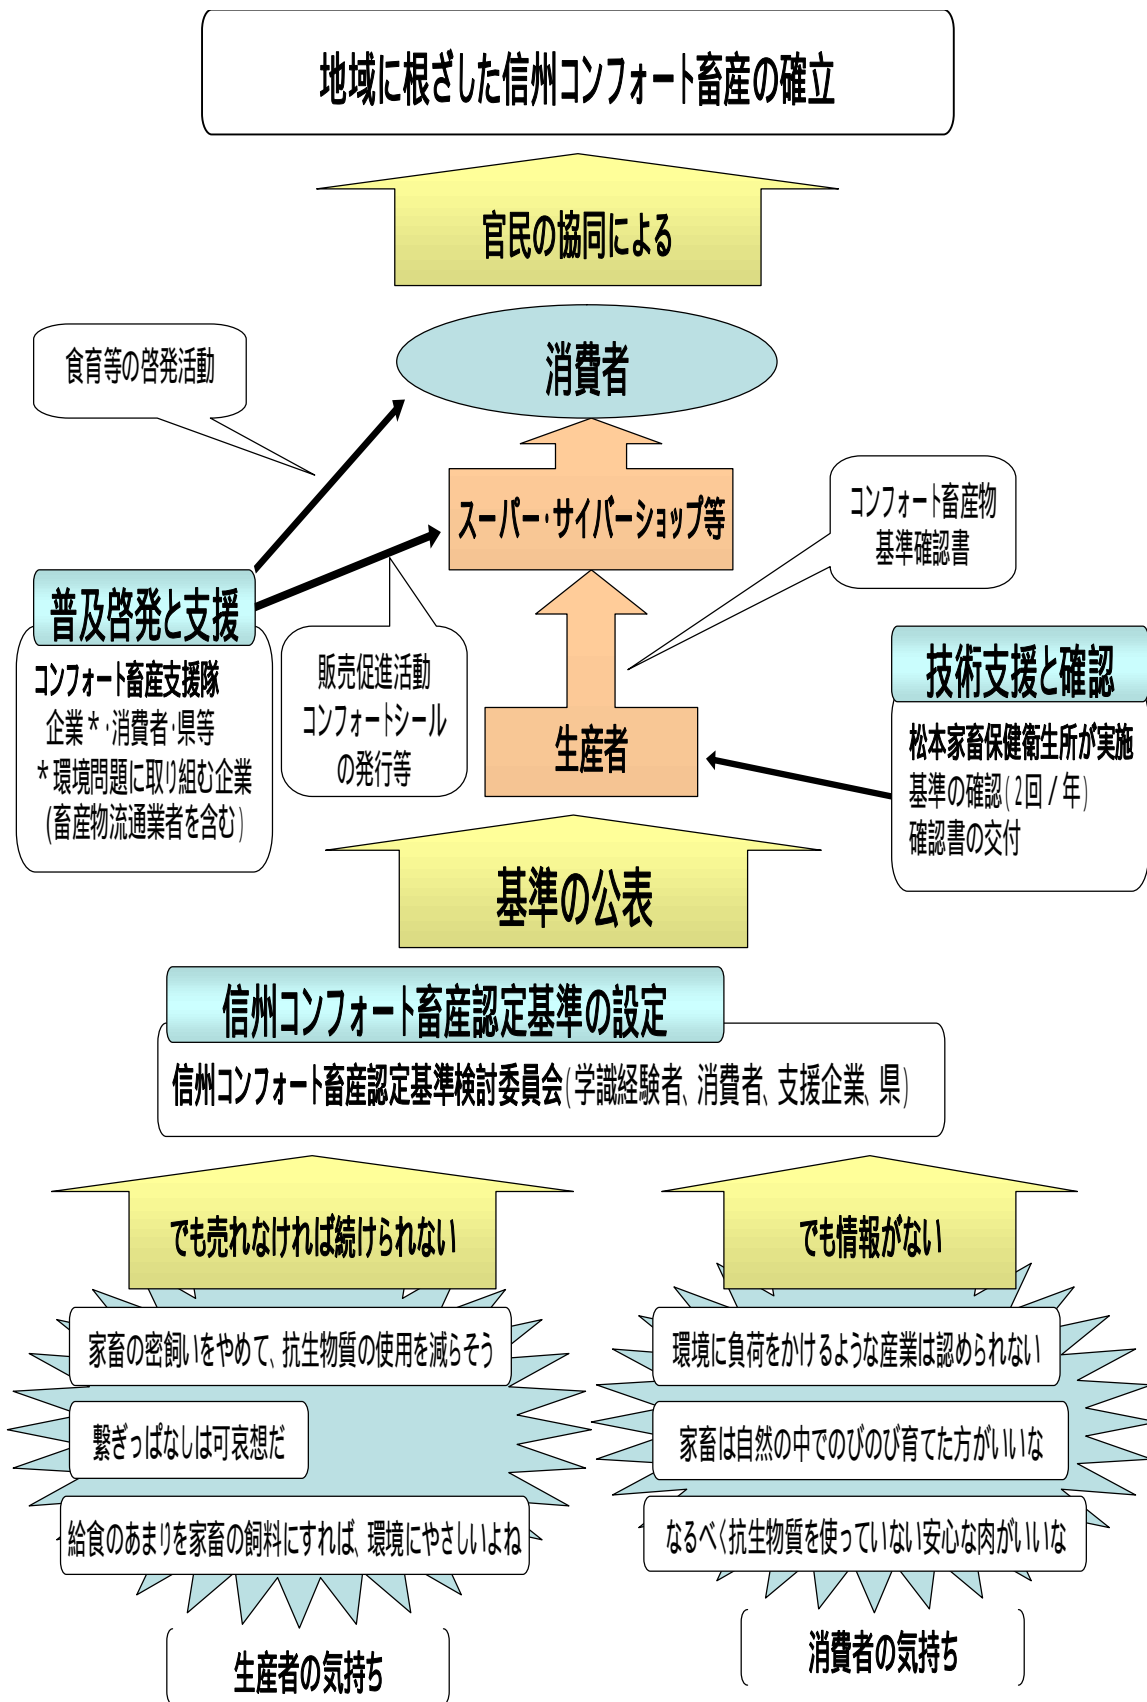 地域に根ざした信州コンフォート畜産の確立
官民の協同による
消費者
食育等の啓発活動
スーパー・サイバーショップ等
コンフォート畜産物
基準確認書
普及啓発と支援
コンフォート畜産支援隊
企業＊・消費者・県等
＊環境問題に取り組む企業
(畜産物流通業者を含む)
販売促進活動
コンフォートシール
の発行等
生産者
技術支援と確認
松本家畜保健衛生所が実施
基準の確認(2回／年)
確認書の交付
基準の公表
信州コンフォート畜産認定基準の設定
信州コンフォート畜産認定基準検討委員会(学識経験者、消費者、支援企業、県)
でも売れなければ続けられない
家畜の密飼いをやめて、抗生物質の使用を減らそう
繋ぎっぱなしは可哀想だ
給食のあまりを家畜の飼料にすれば、環境にやさしいよね
生産者の気持ち
でも情報がない
環境に負荷をかけるような産業は認められない
家畜は自然の中でのびのび育てた方がいいな
なるべく抗生物質を使っていない安心な肉がいいな
消費者の気持ち